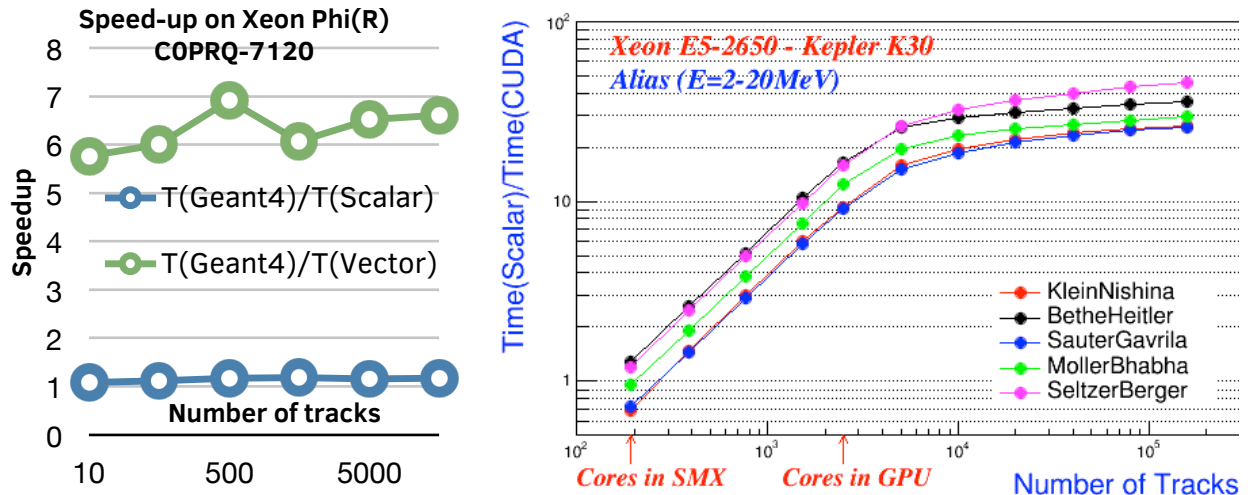 Speed-up on Xeon Phi(R)
C0PRQ-7120
8
7
6
5
4
3
2
1
0
Speedup
T(Geant4)/T(Scalar)
T(Geant4)/T(Vector)
Number of tracks
10
500
5000
Time(Scalar)/Time(CUDA)
10²
10
1
Xeon E5-2650 - Kepler K30
Alias (E=2-20MeV)
KleinNishina
BetheHeitler
SauterGavrila
MollerBhabha
SeltzerBerger
10²
10³
10⁴
10⁵
Cores in SMX
Cores in GPU
Number of Tracks